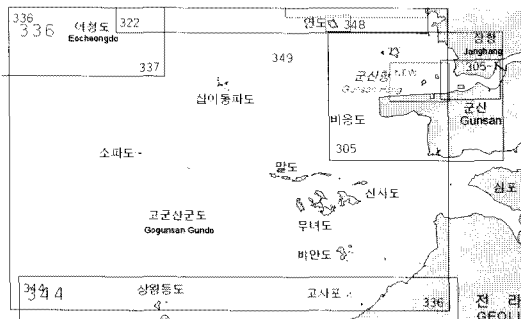 336
336
어청도
Eocheongdo
322
337
연도
348
349
장항
Janghang
305-
군산항
Gunsan Hang
십이동파도
비응도
군산
Gunsan
305
소파도
말도
신시도
심포
고군산군도
Gogunsan Gundo
무녀도
비안도
344
344
상왕등도
고사포
336
전 라